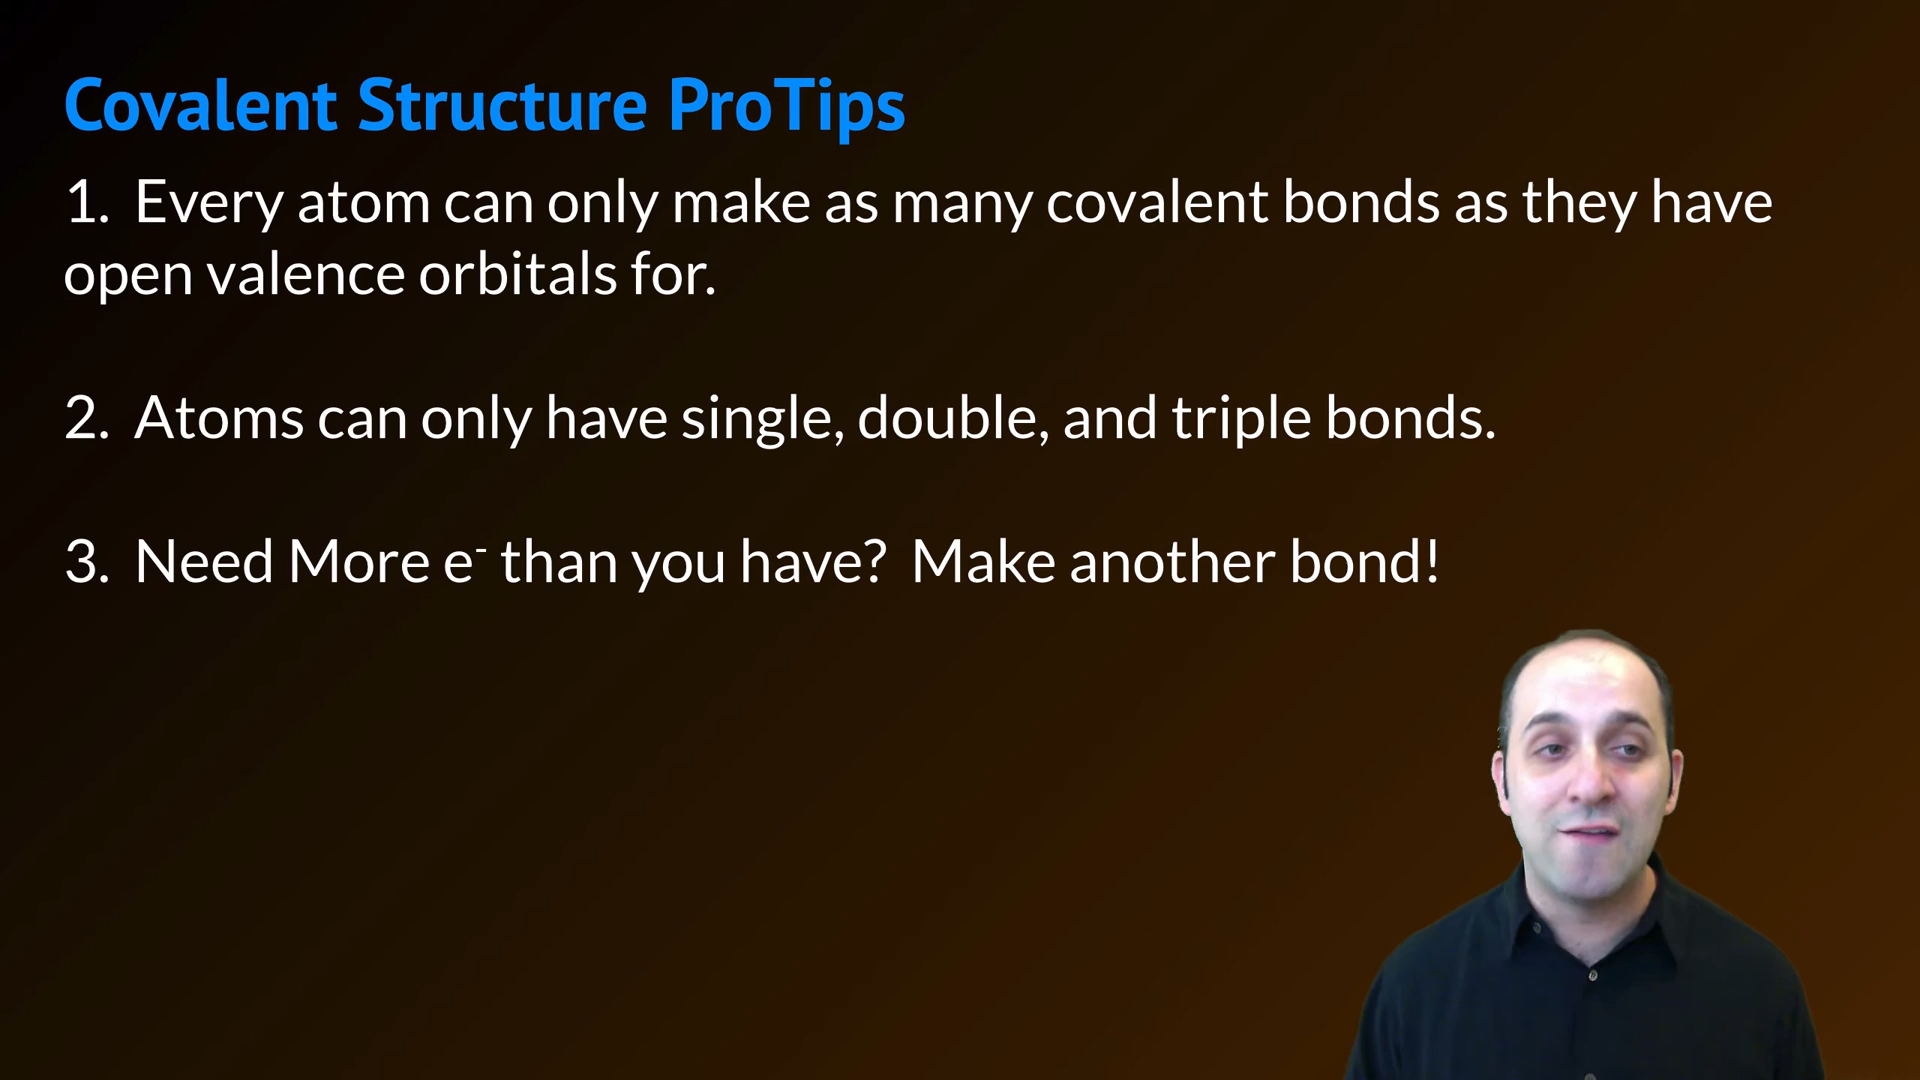 Covalent Structure ProTips
1. Every atom can only make as many covalent bonds as they have
open valence orbitals for.
2. Atoms can only have single, double, and triple bonds.
3. Need More e- than you have? Make another bond!